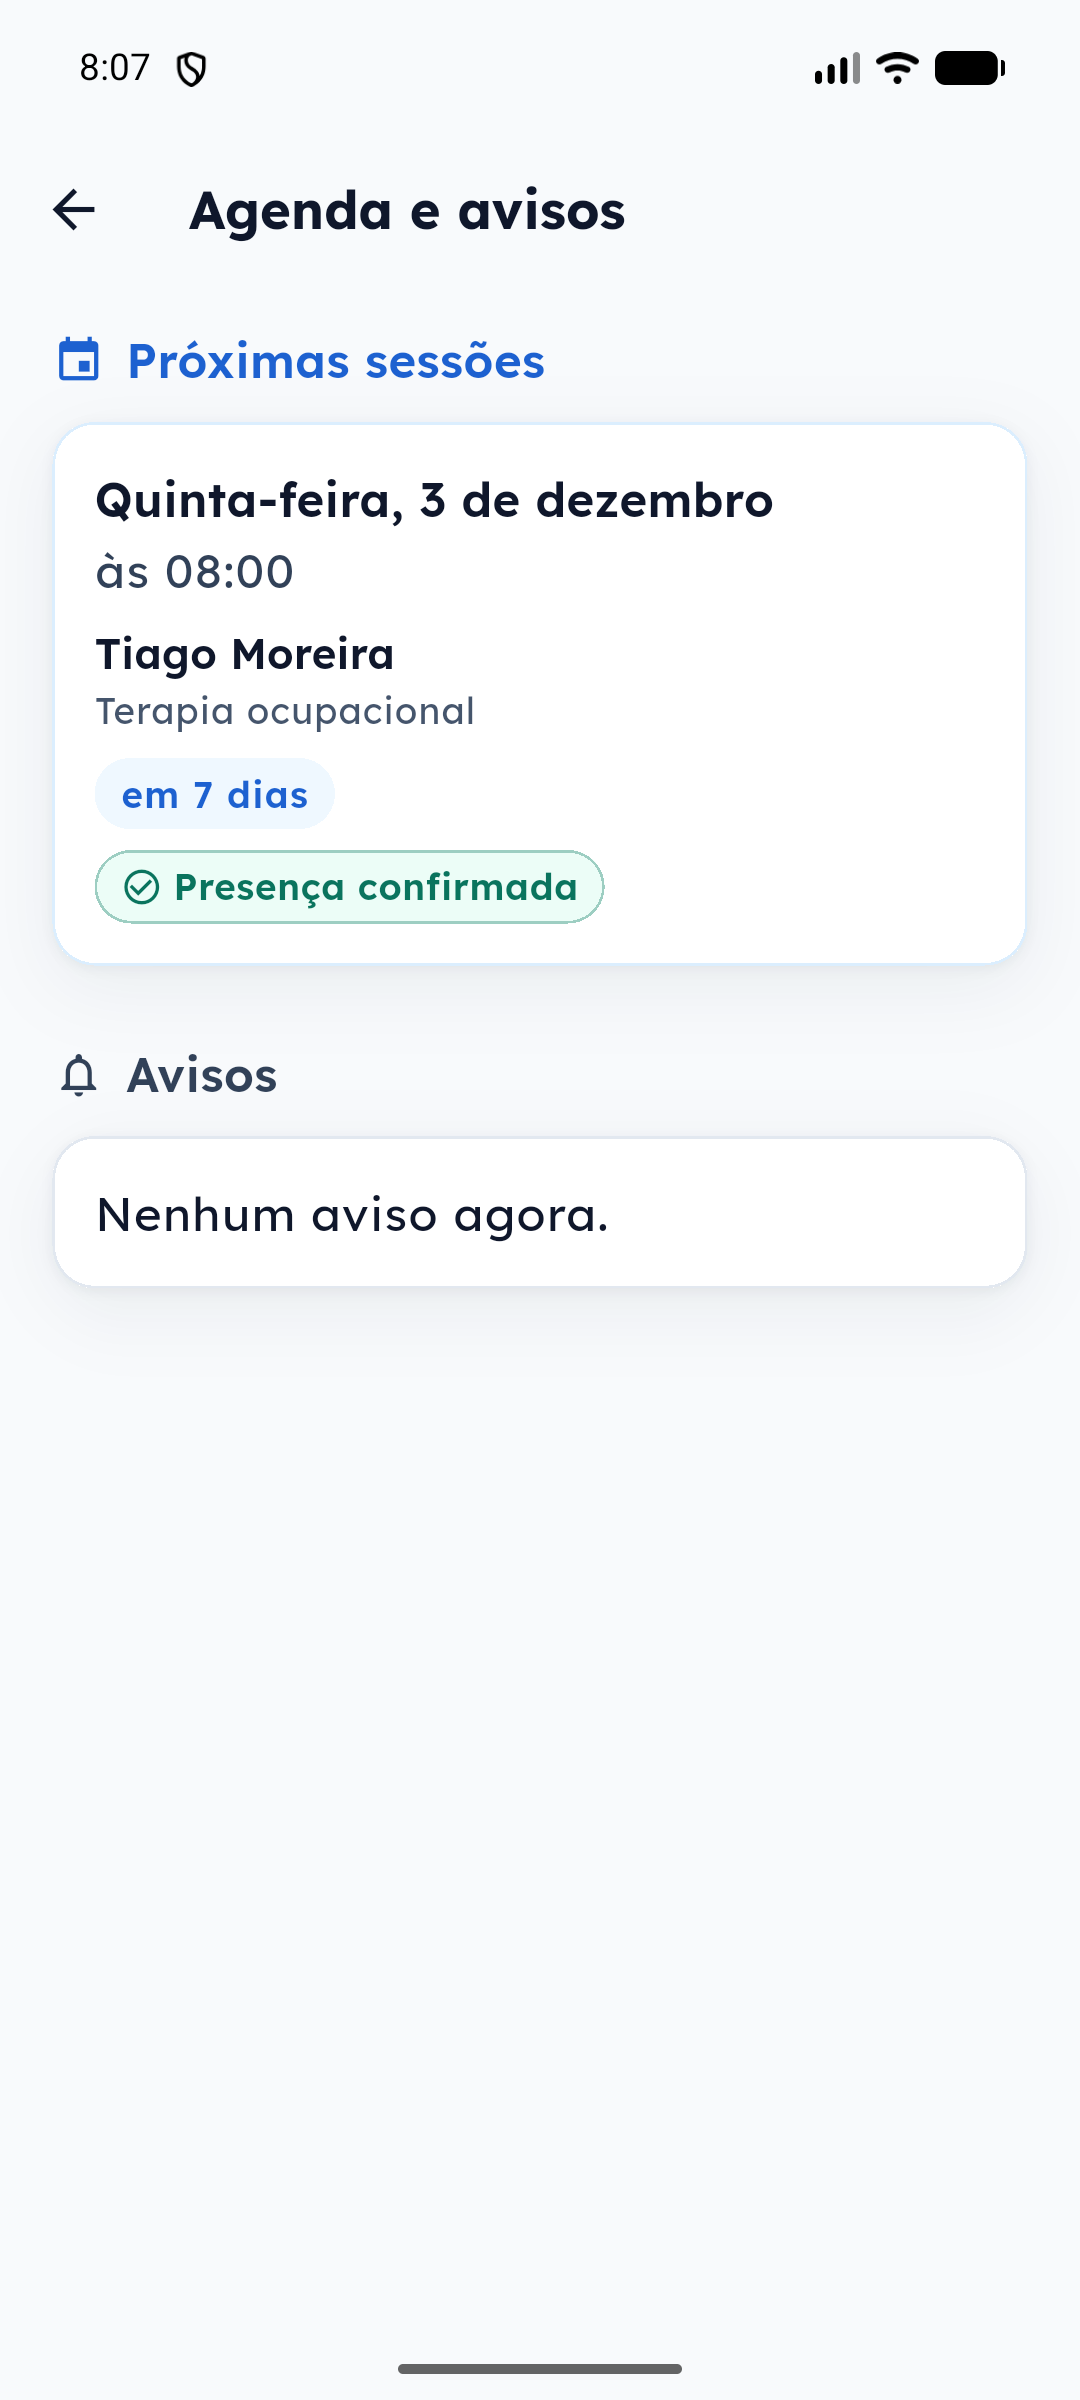 8:07
Agenda e avisos
Próximas sessões
Quinta-feira, 3 de dezembro
às 08:00
Tiago Moreira
Terapia ocupacional
em 7 dias
Presença confirmada
Avisos
Nenhum aviso agora.